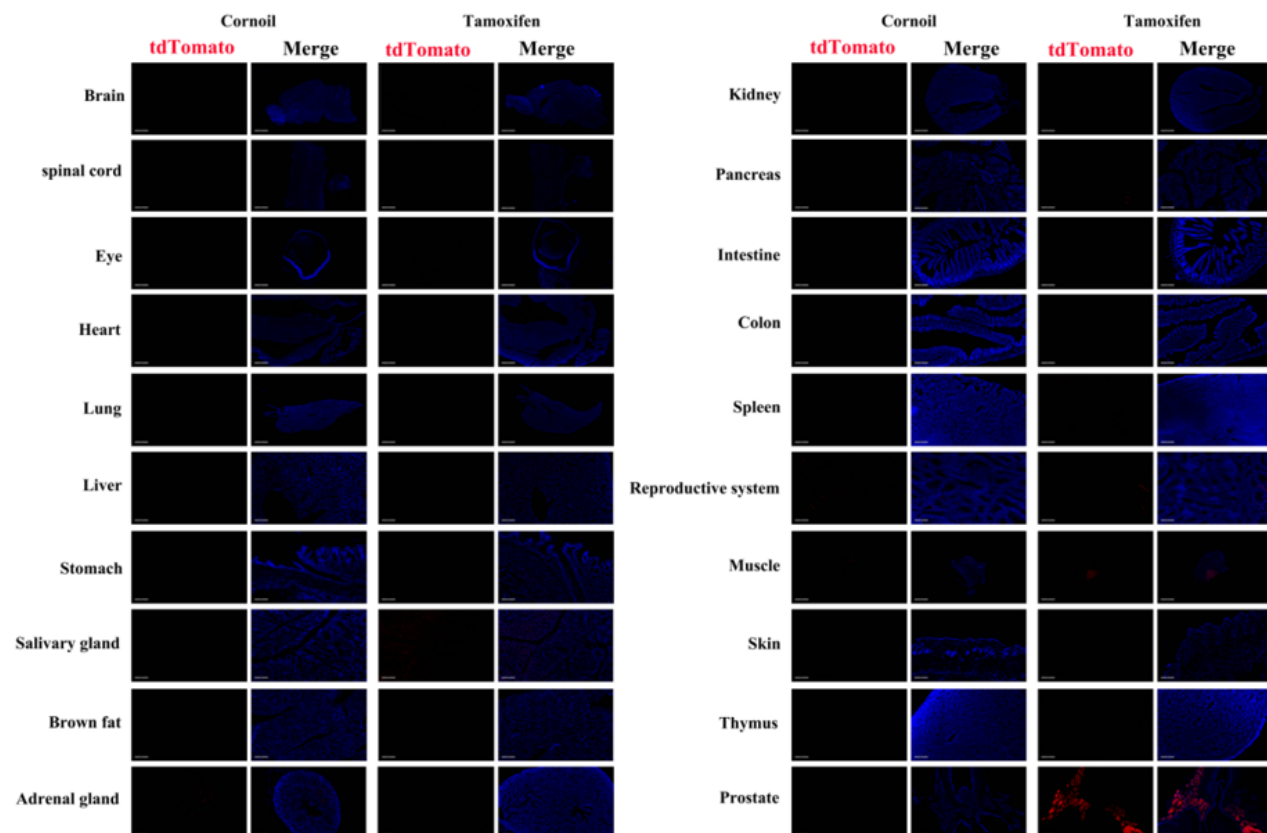 Cornoil Tamoxifen Cornoil Tamoxifen
tdTomato Merge tdTomato Merge tdTomato Merge tdTomato Merge
Brain Kidney
spinal cord Pancreas
Eye Intestine
Heart Colon
Lung Spleen
Liver Reproductive system
Stomach Muscle
Salivary gland Skin
Brown fat Thymus
Adrenal gland Prostate